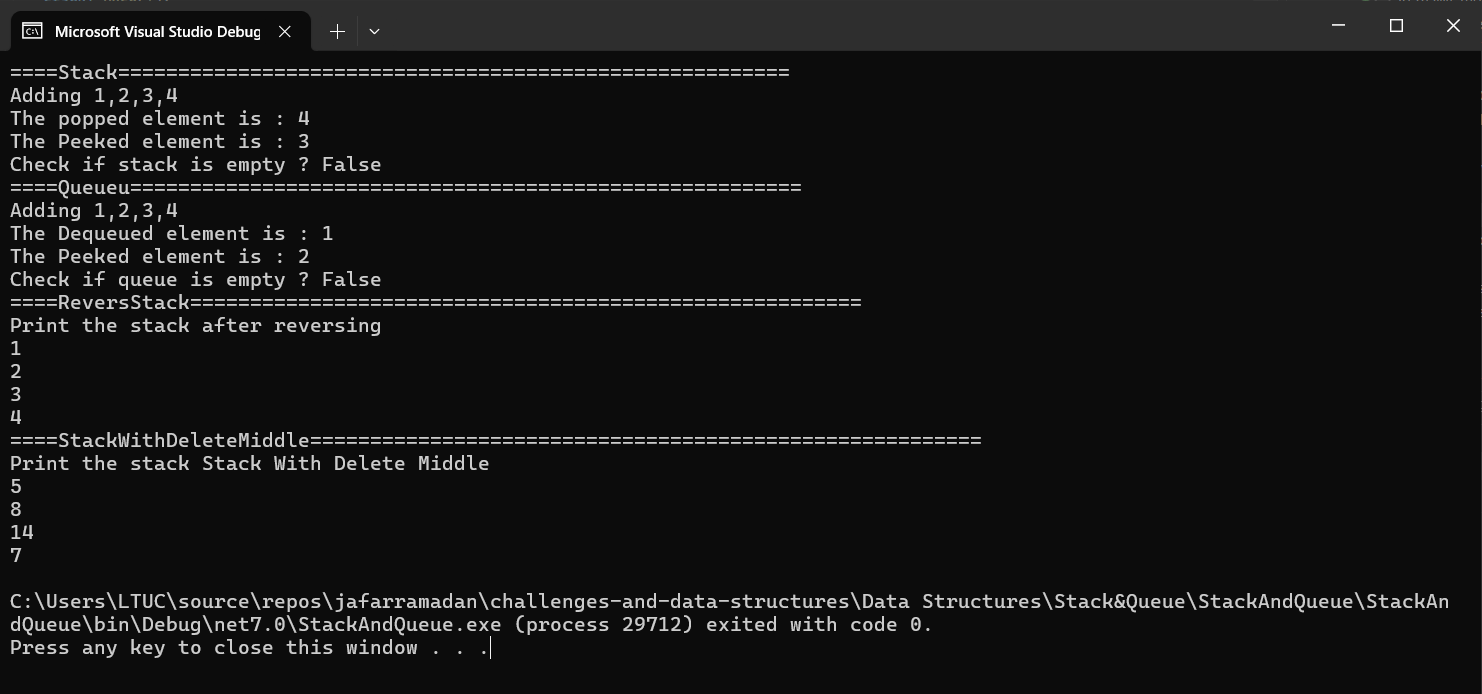 Microsoft Visual Studio Debug
====Stack========================================================
Adding 1,2,3,4
The popped element is : 4
The Peeked element is : 3
Check if stack is empty ? False
====Queueu========================================================
Adding 1,2,3,4
The Dequeued element is : 1
The Peeked element is : 2
Check if queue is empty ? False
====ReversStack========================================================
Print the stack after reversing
1
2
3
4
====StackWithDeleteMiddle========================================================
Print the stack Stack With Delete Middle
5
8
14
7
C:\Users\LTUC\source\repos\jafarramadan\challenges-and-data-structures\Data Structures\Stack&Queue\StackAndQueue\StackAn
dQueue\bin\Debug\net7.0\StackAndQueue.exe (process 29712) exited with code 0.
Press any key to close this window . . .